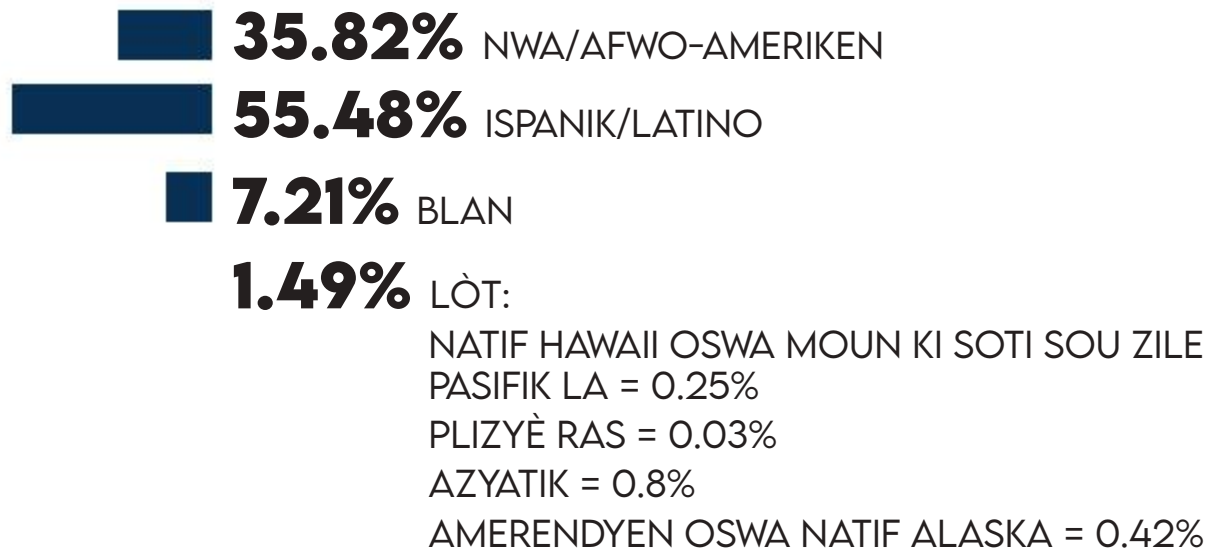 35.82% NWA/AFWO-AMERIKEN
55.48% ISPANIK/LATINO
7.21% BLAN
1.49% LÒT:
NATIF HAWAII OSWA MOUN KI SOTI SOU ZILE
PASIFIK LA = 0.25%
PLIZYÈ RAS = 0.03%
AZYATIK = 0.8%
AMERENDYEN OSWA NATIF ALASKA = 0.42%